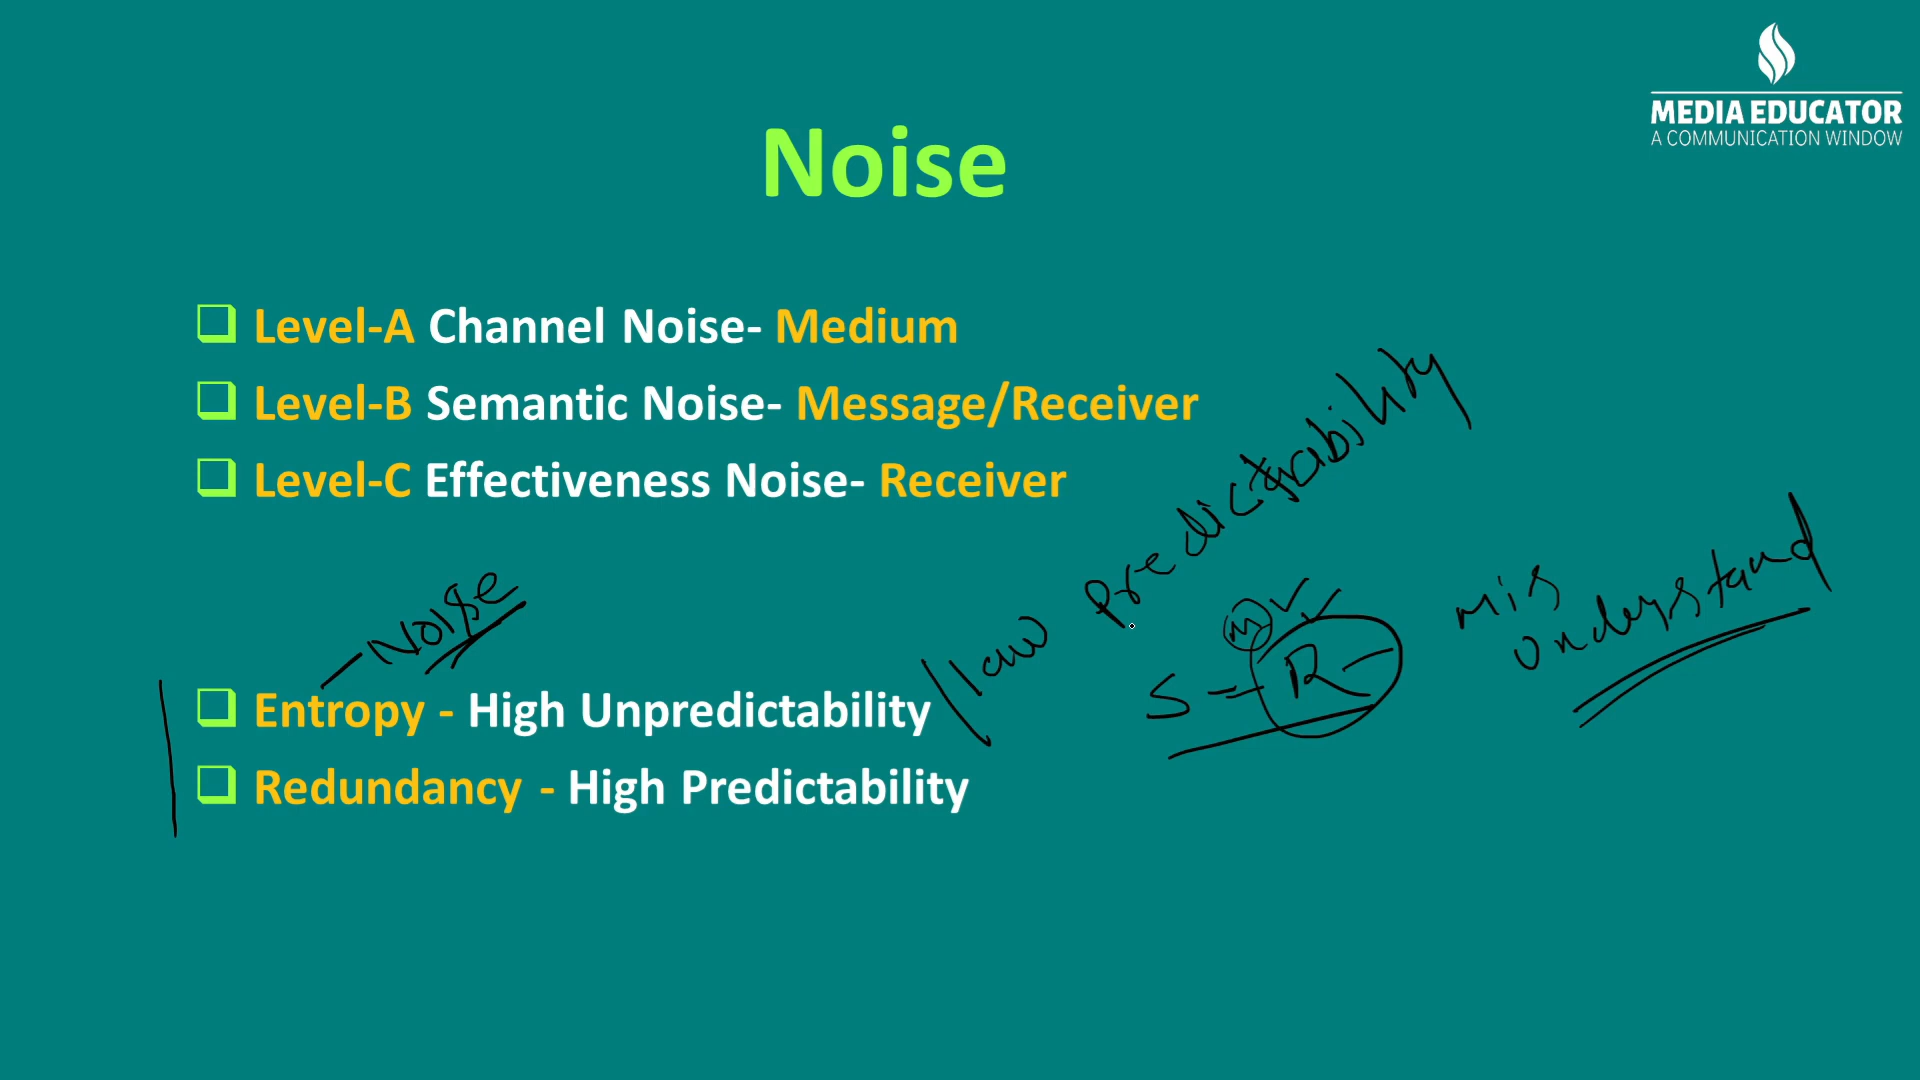 MEDIA EDUCATOR
A COMMUNICATION WINDOW
Noise
Level-A Channel Noise- Medium
Level-B Semantic Noise- Message/Receiver
Level-C Effectiveness Noise- Receiver
- Noise
Entropy - High Unpredictability / law Predictability
Redundancy - High Predictability
M
S = R -
mis
understand